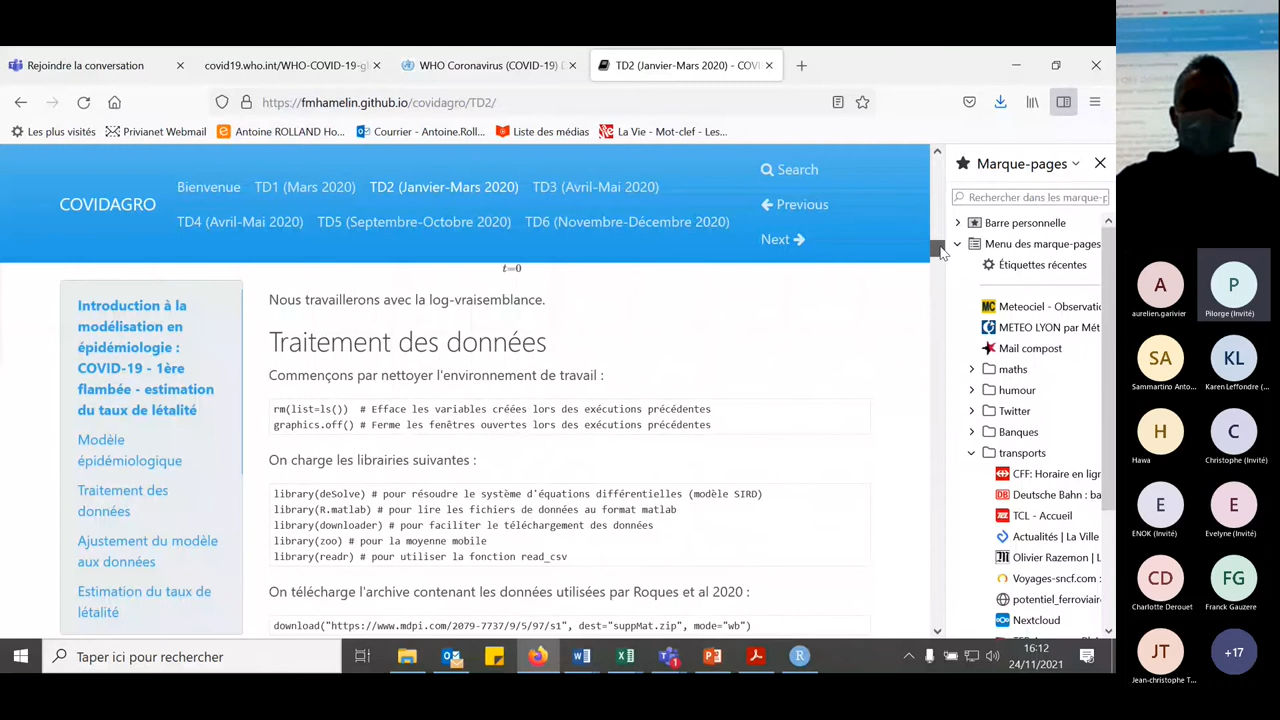 Rejoindre la conversation
covid19.who.int/WHO-COVID-19-gl
WHO Coronavirus (COVID-19) D
TD2 (Janvier-Mars 2020) - COVI
https://fmhamelin.github.io/covidagro/TD2/
Les plus visités
Privianet Webmail
Antoine ROLLAND Ho...
Courrier - Antoine.Roll...
Liste des médias
La Vie - Mot-clef - Les...
COVIDAGRO
Bienvenue
TD1 (Mars 2020)
TD2 (Janvier-Mars 2020)
TD3 (Avril-Mai 2020)
TD4 (Avril-Mai 2020)
TD5 (Septembre-Octobre 2020)
TD6 (Novembre-Décembre 2020)
Search
Previous
Next
Introduction à la
modélisation en
épidémiologie :
COVID-19 - 1ère
flambée - estimation
du taux de létalité
Modèle
épidémiologique
Traitement des
données
Ajustement du modèle
aux données
Estimation du taux de
létalité
t=0
Nous travaillerons avec la log-vraisemblance.
Traitement des données
Commençons par nettoyer l'environnement de travail :
rm(list=ls()) # Efface les variables créées lors des exécutions précédentes
graphics.off() # Ferme les fenêtres ouvertes lors des exécutions précédentes
On charge les librairies suivantes :
library(deSolve) # pour résoudre le système d'équations différentielles (modèle SIRD)
library(R.matlab) # pour lire les fichiers de données au format matlab
library(downloader) # pour faciliter le téléchargement des données
library(zoo) # pour la moyenne mobile
library(readr) # pour utiliser la fonction read_csv
On télécharge l'archive contenant les données utilisées par Roques et al 2020 :
download("https://www.mdpi.com/2079-7737/9/5/97/s1", dest="suppMat.zip", mode="wb")
Marque-pages
Rechercher dans les marque-p
Barre personnelle
Menu des marque-pages
Étiquettes récentes
Meteociel - Observatio
METEO LYON par Mét
Mail compost
maths
humour
Twitter
Banques
transports
CFF: Horaire en lign
Deutsche Bahn : ba
TCL - Accueil
Actualités | La Ville
Olivier Razemon | L
Voyages-sncf.com :
potentiel_ferroviaire
Nextcloud
Taper ici pour rechercher
16:12
24/11/2021
A
aurelien.garivier
P
Pilorge (Invité)
SA
Sammartino Anto...
KL
Karen Leffondre (...
H
Hawa
C
Christophe (Invité)
E
ENOK (Invité)
E
Evelyne (Invité)
CD
Charlotte Derouet
FG
Franck Gauzere
JT
Jean-christophe T...
+17